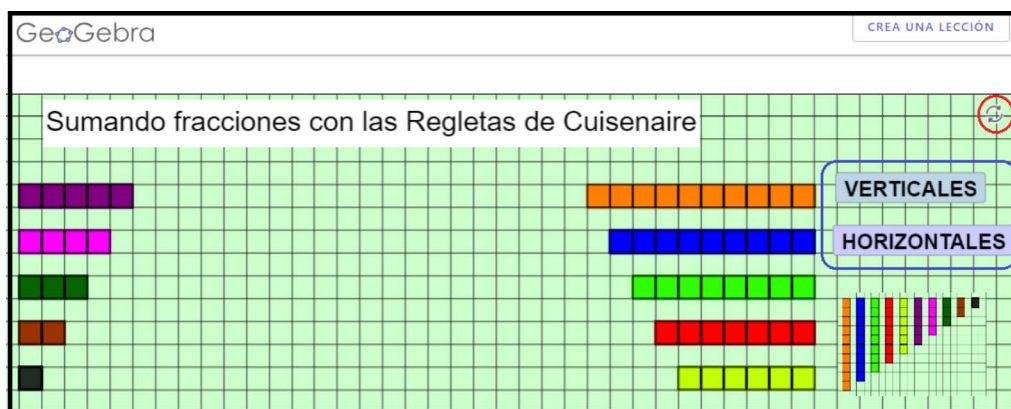 GeoGebra
CREA UNA LECCIÓN
Sumando fracciones con las Regletas de Cuisenaire
VERTICALES
HORIZONTALES